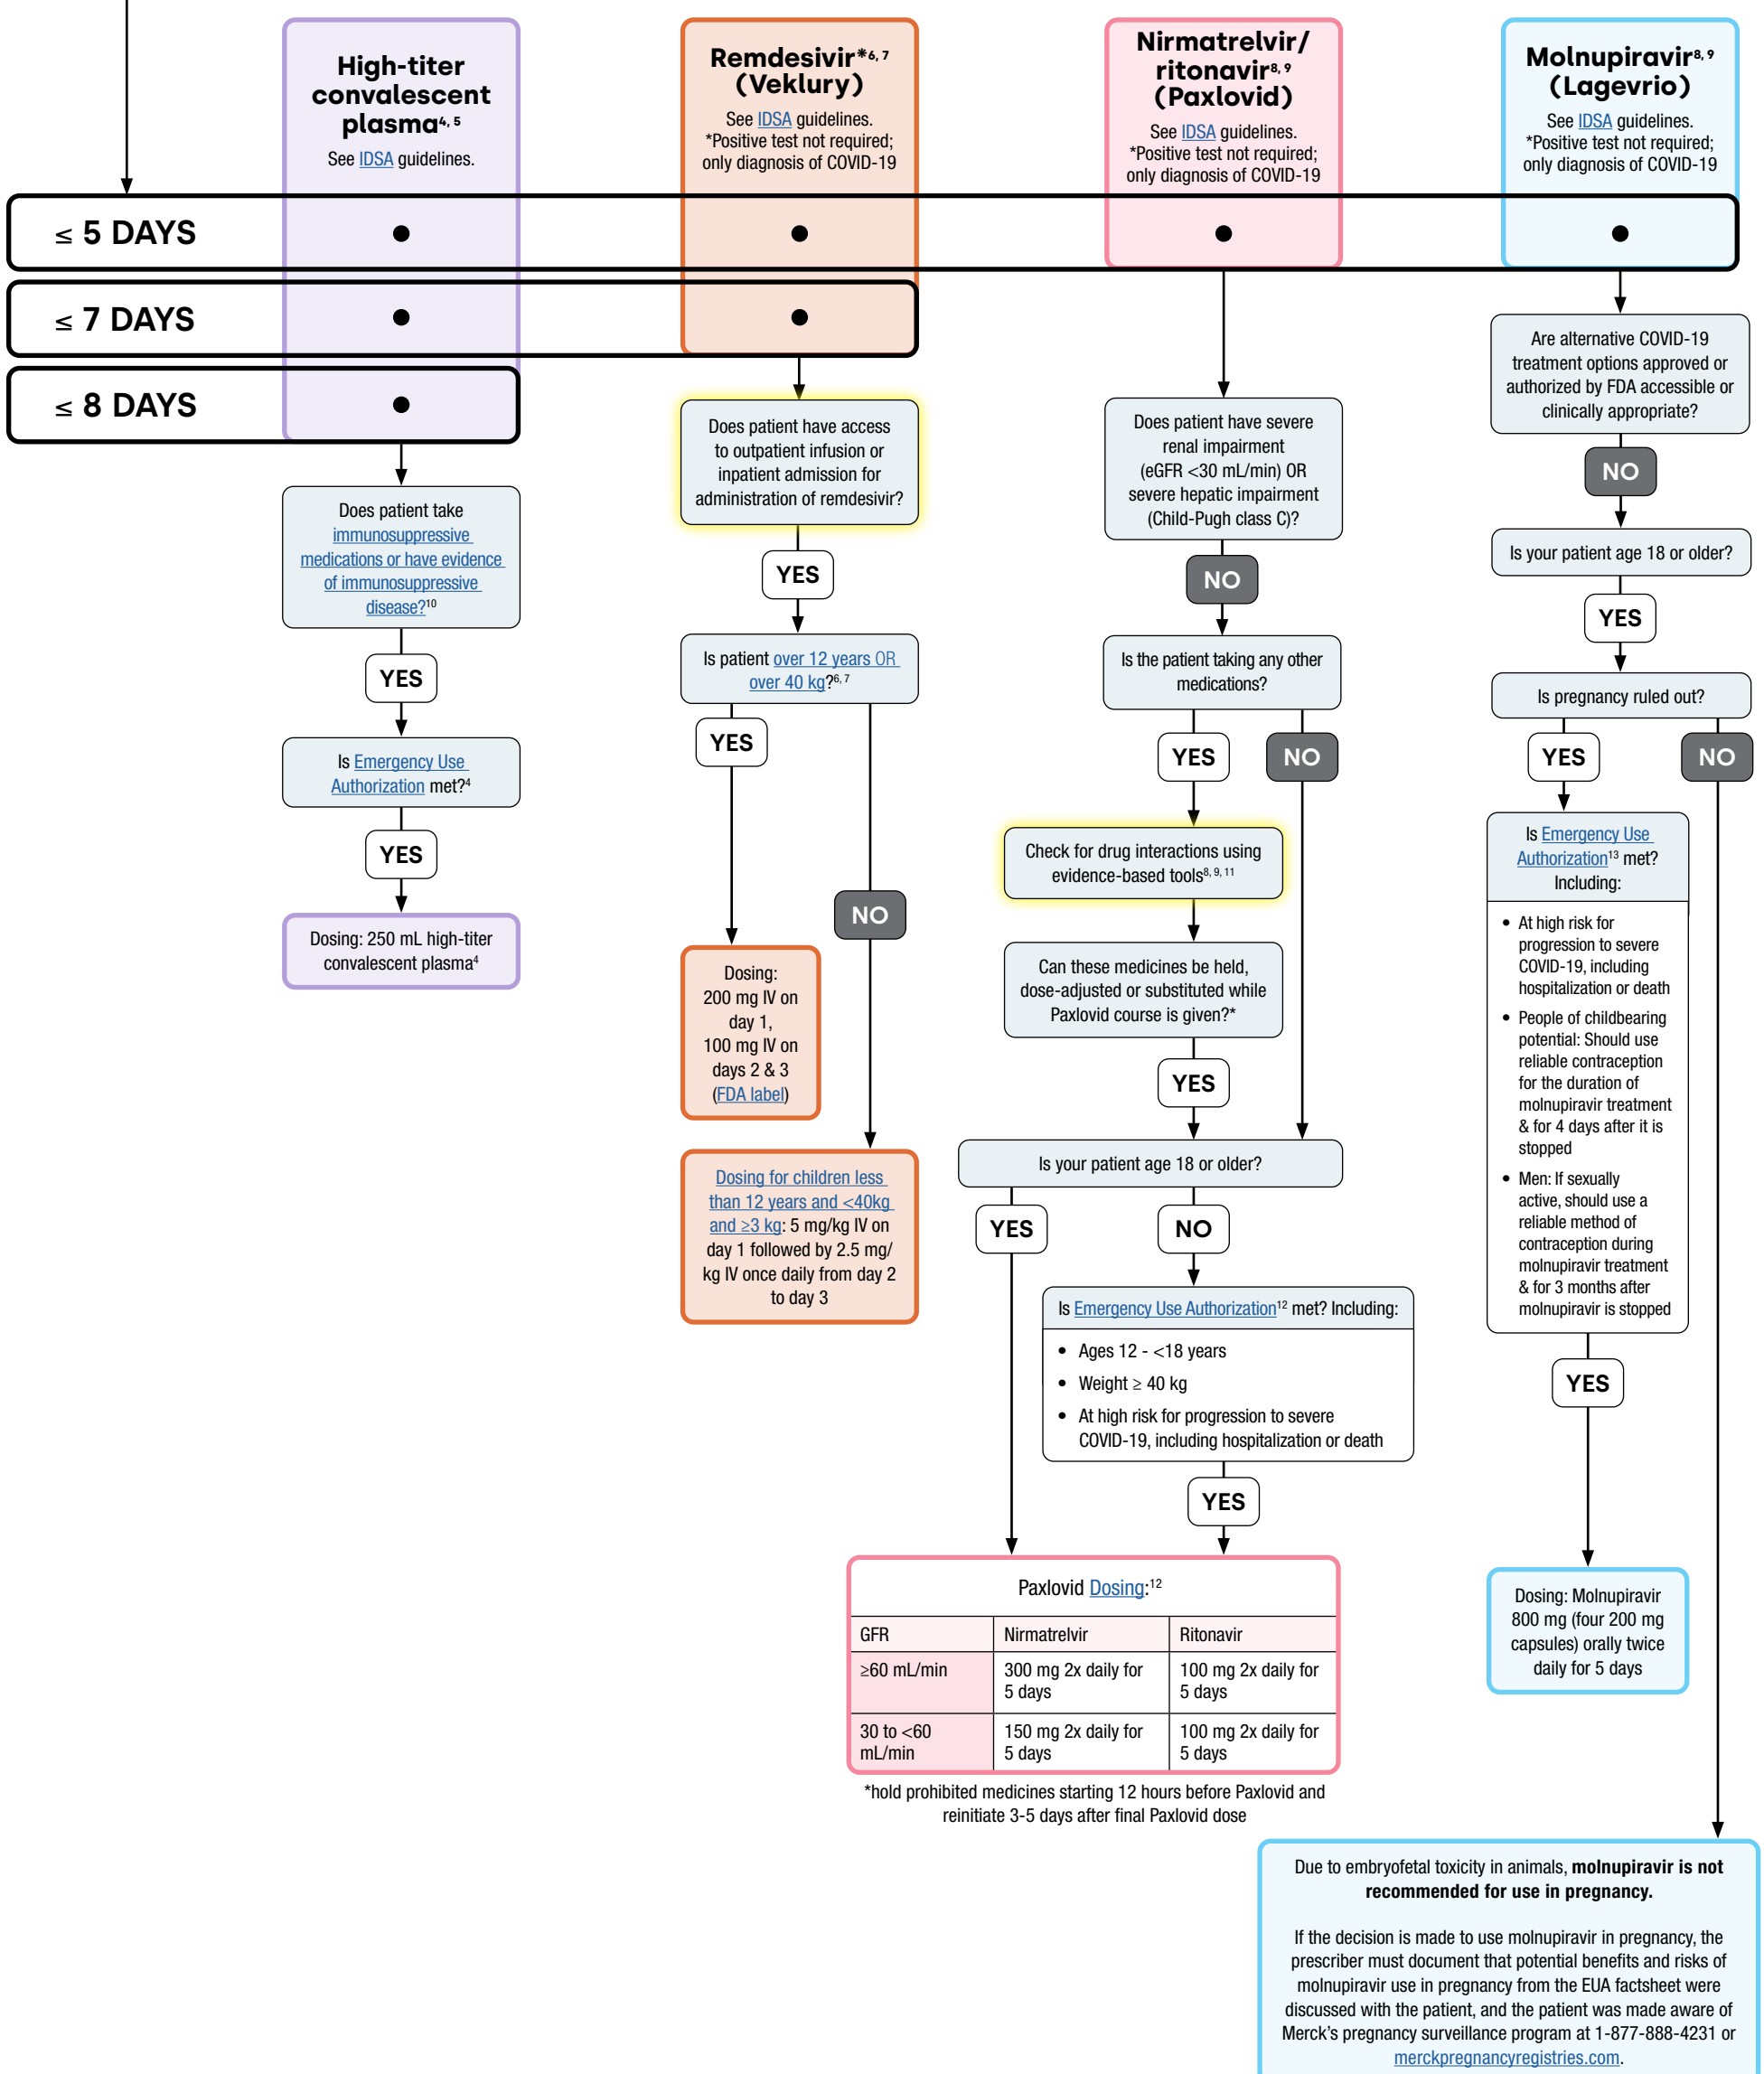 High-titer
convalescent
plasma4, 5
See IDSA guidelines.
Remdesivir*6, 7
(Veklury)
See IDSA guidelines.
*Positive test not required;
only diagnosis of COVID-19
Nirmatrelvir/
ritonavir8, 9
(Paxlovid)
See IDSA guidelines.
*Positive test not required;
only diagnosis of COVID-19
Molnupiravir8, 9
(Lagevrio)
See IDSA guidelines.
*Positive test not required;
only diagnosis of COVID-19
≤ 5 DAYS
≤ 7 DAYS
≤ 8 DAYS
Does patient take
immunosuppressive
medications or have evidence
of immunosuppressive
disease?10
YES
Is Emergency Use
Authorization met?4
YES
Dosing: 250 mL high-titer
convalescent plasma4
Does patient have access
to outpatient infusion or
inpatient admission for
administration of remdesivir?
YES
Is patient over 12 years OR
over 40 kg?6, 7
YES
NO
Dosing:
200 mg IV on
day 1,
100 mg IV on
days 2 & 3
(FDA label)
Dosing for children less
than 12 years and <40kg
and ≥3 kg: 5 mg/kg IV on
day 1 followed by 2.5 mg/
kg IV once daily from day 2
to day 3
Does patient have severe
renal impairment
(eGFR <30 mL/min) OR
severe hepatic impairment
(Child-Pugh class C)?
NO
Is the patient taking any other
medications?
YES
NO
Check for drug interactions using
evidence-based tools8, 9, 11
Can these medicines be held,
dose-adjusted or substituted while
Paxlovid course is given?*
YES
Is your patient age 18 or older?
YES
NO
Is Emergency Use Authorization12 met? Including:
• Ages 12 - <18 years
• Weight ≥ 40 kg
• At high risk for progression to severe
COVID-19, including hospitalization or death
YES
Paxlovid Dosing:12
GFR Nirmatrelvir Ritonavir
≥60 mL/min 300 mg 2x daily for 100 mg 2x daily for
5 days 5 days
30 to <60 150 mg 2x daily for 100 mg 2x daily for
mL/min 5 days 5 days
*hold prohibited medicines starting 12 hours before Paxlovid and
reinitiate 3-5 days after final Paxlovid dose
Are alternative COVID-19
treatment options approved or
authorized by FDA accessible or
clinically appropriate?
NO
Is your patient age 18 or older?
YES
Is pregnancy ruled out?
YES
NO
Is Emergency Use
Authorization13 met?
Including:
• At high risk for
progression to severe
COVID-19, including
hospitalization or death
• People of childbearing
potential: Should use
reliable contraception
for the duration of
molnupiravir treatment
& for 4 days after it is
stopped
• Men: If sexually
active, should use a
reliable method of
contraception during
molnupiravir treatment
& for 3 months after
molnupiravir is stopped
YES
Dosing: Molnupiravir
800 mg (four 200 mg
capsules) orally twice
daily for 5 days
Due to embryofetal toxicity in animals, molnupiravir is not
recommended for use in pregnancy.
If the decision is made to use molnupiravir in pregnancy, the
prescriber must document that potential benefits and risks of
molnupiravir use in pregnancy from the EUA factsheet were
discussed with the patient, and the patient was made aware of
Merck's pregnancy surveillance program at 1-877-888-4231 or
merckpregnancyregistries.com.